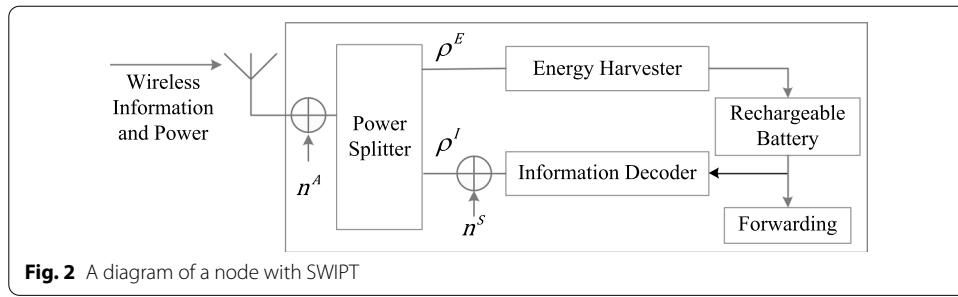 ρ^E
Energy Harvester
Wireless
Information
and Power
Power
Splitter
Rechargeable
Battery
ρ^I
Information Decoder
n^A
n^S
Forwarding
Fig. 2 A diagram of a node with SWIPT